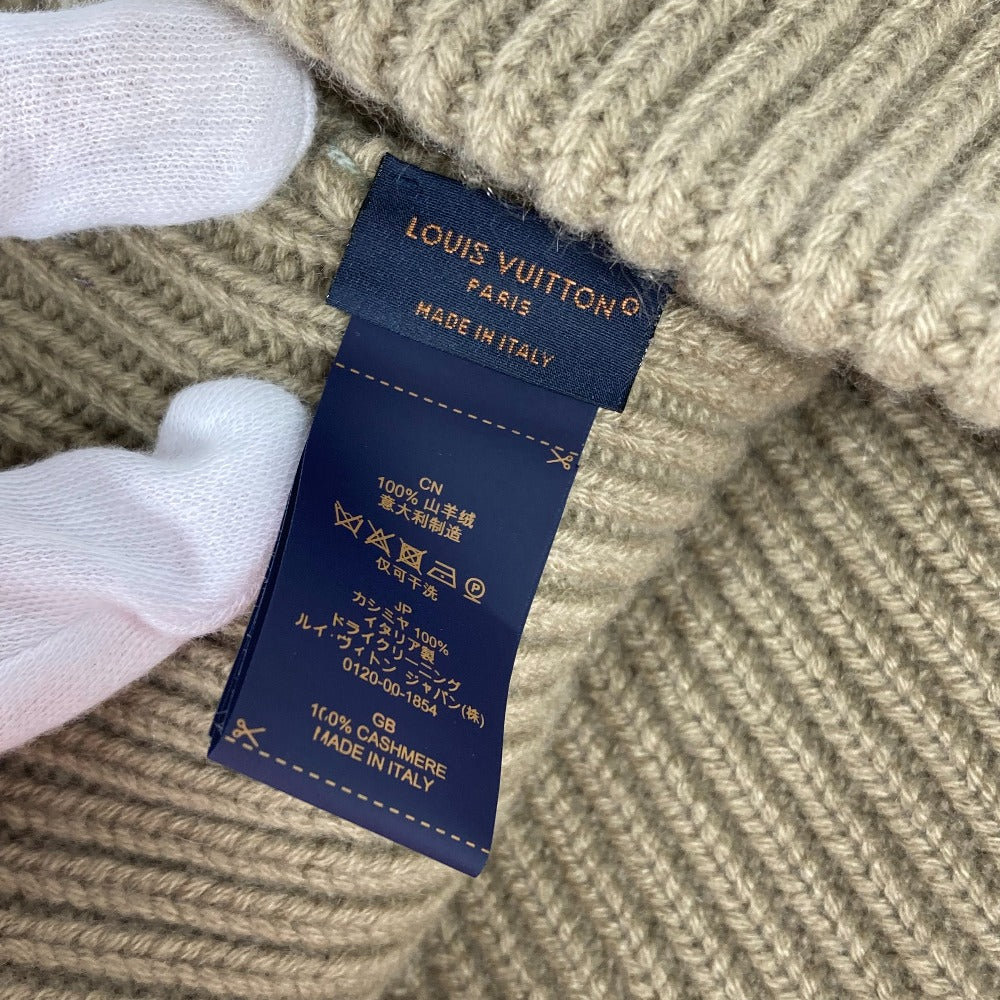 LOUIS VUITTON
PARIS
MADE IN ITALY
CN
100% 山羊绒
意大利制造
P
仅可干洗
JP
カシミヤ 100%
イタリア製
ドライクリーニング
ルイ·ヴィトン ジャパン(株)
0120-00-1854
GB
100% CASHMERE
MADE IN ITALY